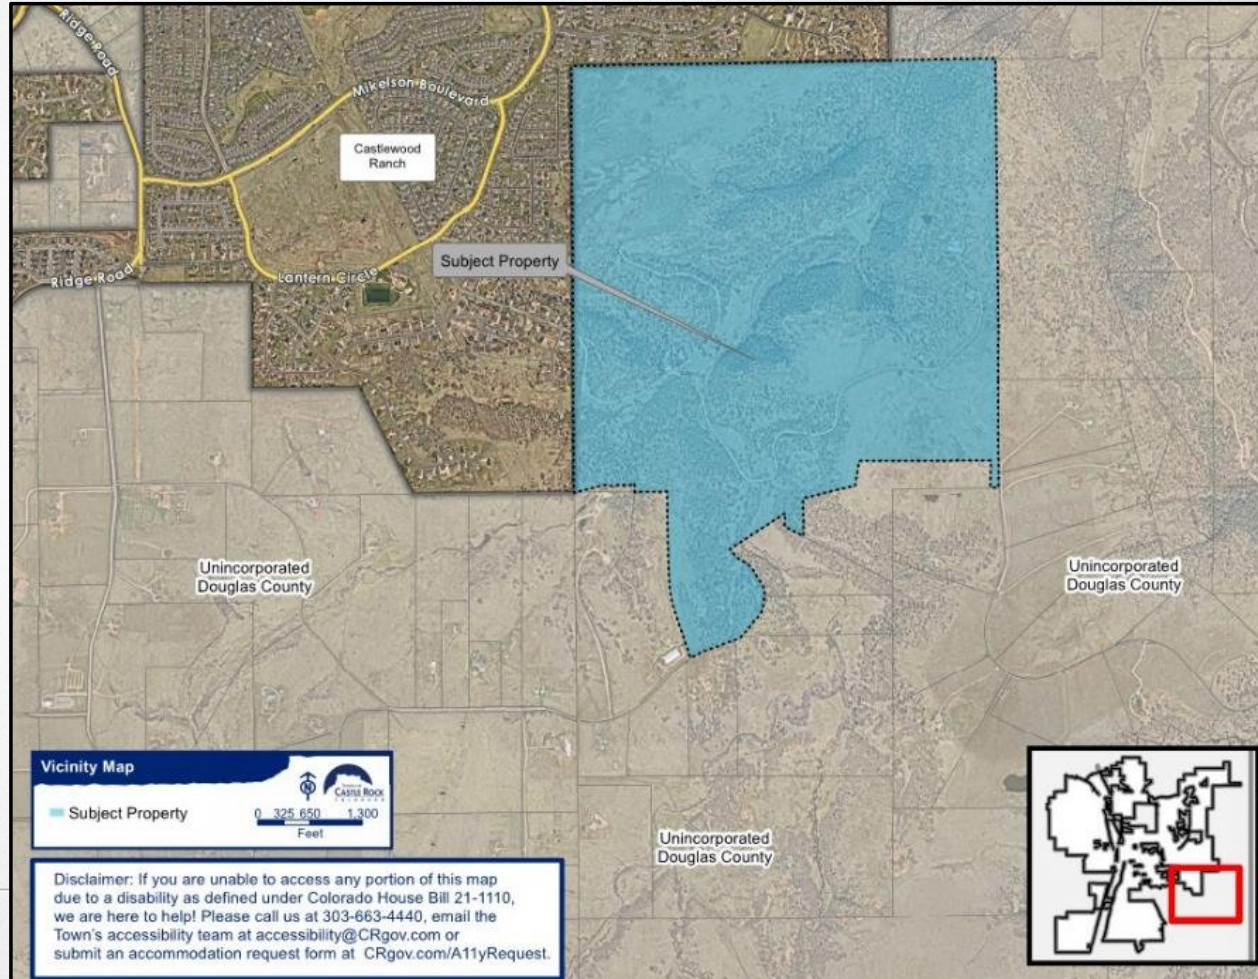 Ridge Road
Mikelson Boulevard
Castlewood
Ranch
Subject Property
Lantern Circle
Ridge Road
Unincorporated
Douglas County
Unincorporated
Douglas County
Unincorporated
Douglas County
Vicinity Map
Subject Property
N
CASTLE ROCK
COLORADO
0 325 650 1,300
Feet
Disclaimer: If you are unable to access any portion of this map
due to a disability as defined under Colorado House Bill 21-1110,
we are here to help! Please call us at 303-663-4440, email the
Town's accessibility team at accessibility@CRgov.com or
submit an accommodation request form at CRgov.com/A11yRequest.